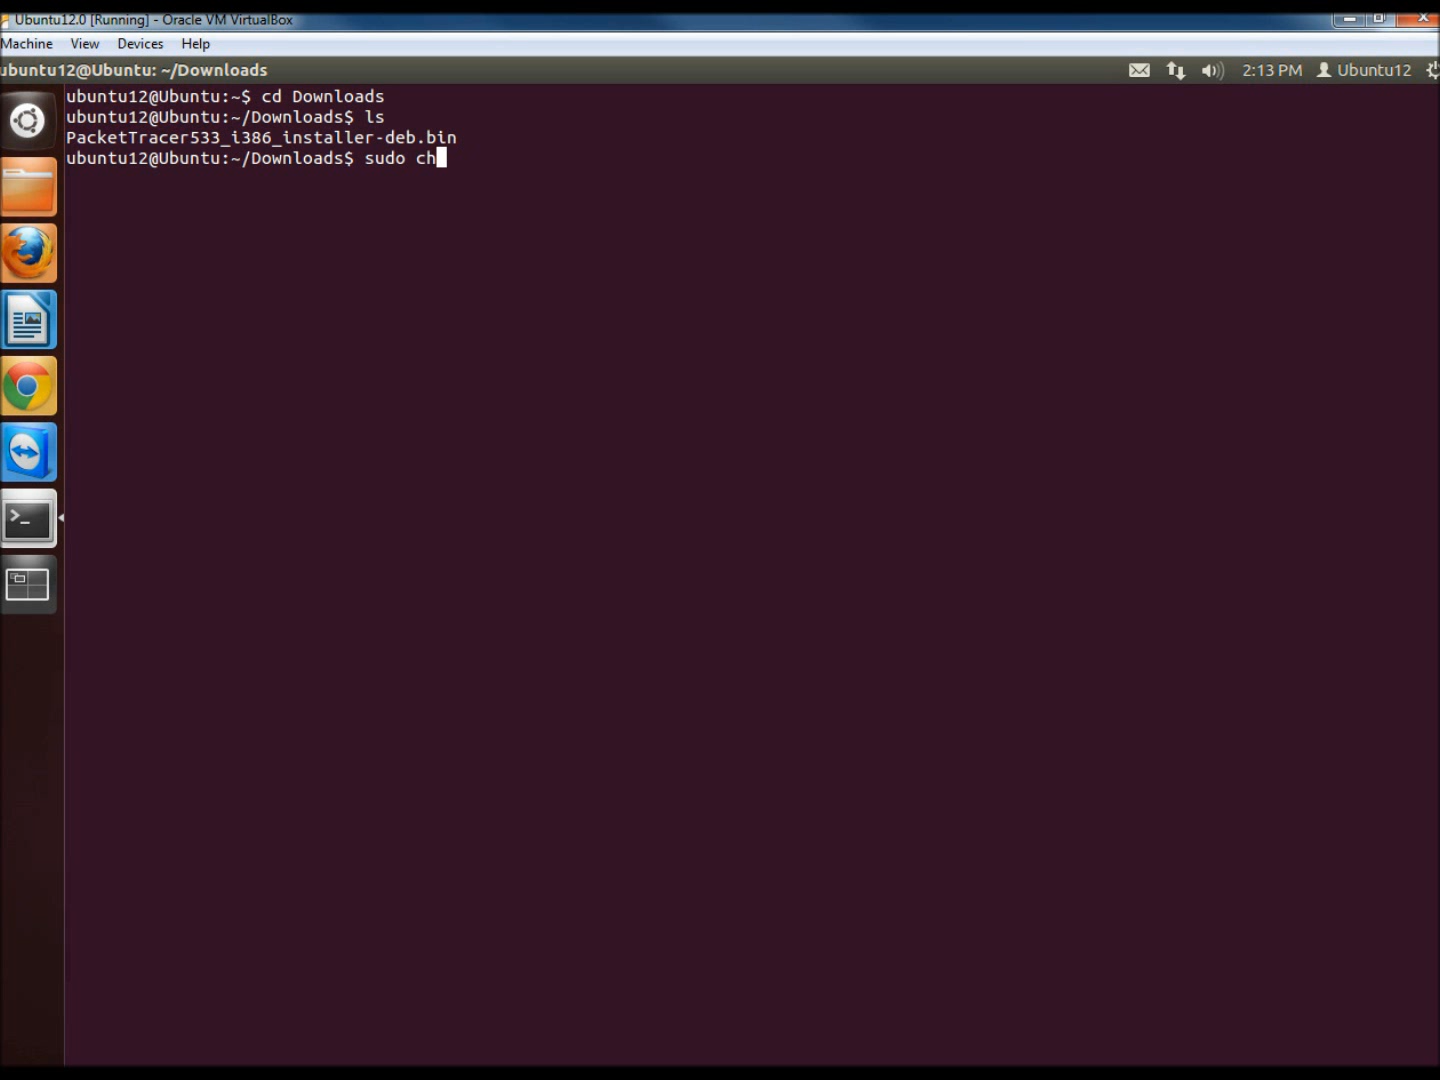 Ubuntu12.0 [Running] - Oracle VM VirtualBox
Machine View Devices Help
ubuntu12@Ubuntu: ~/Downloads 2:13 PM Ubuntu12
ubuntu12@Ubuntu:~$ cd Downloads
ubuntu12@Ubuntu:~/Downloads$ ls
PacketTracer533_i386_installer-deb.bin
ubuntu12@Ubuntu:~/Downloads$ sudo ch